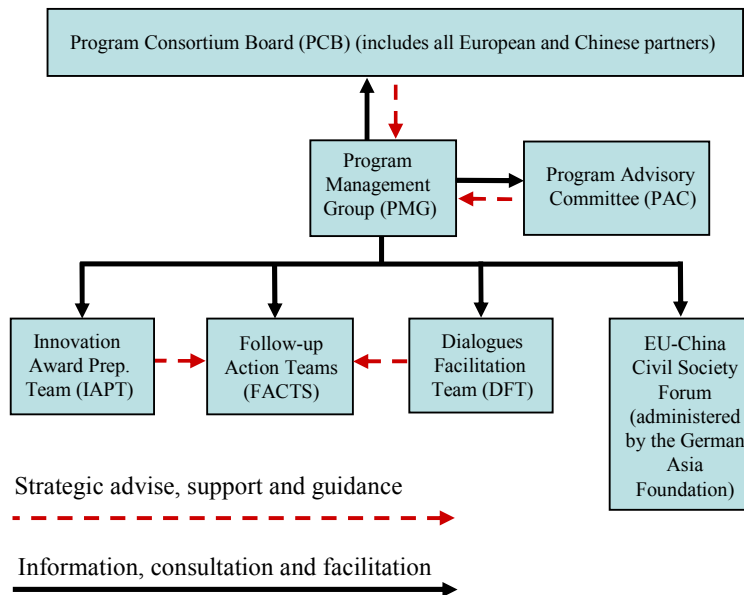 Program Consortium Board (PCB) (includes all European and Chinese partners)
Program
Management
Group (PMG)
Program Advisory
Committee (PAC)
Innovation
Award Prep.
Team (IAPT)
Follow-up
Action Teams
(FACTS)
Dialogues
Facilitation
Team (DFT)
EU-China
Civil Society
Forum
(administered
by the German
Asia
Foundation)
Strategic advise, support and guidance
Information, consultation and facilitation